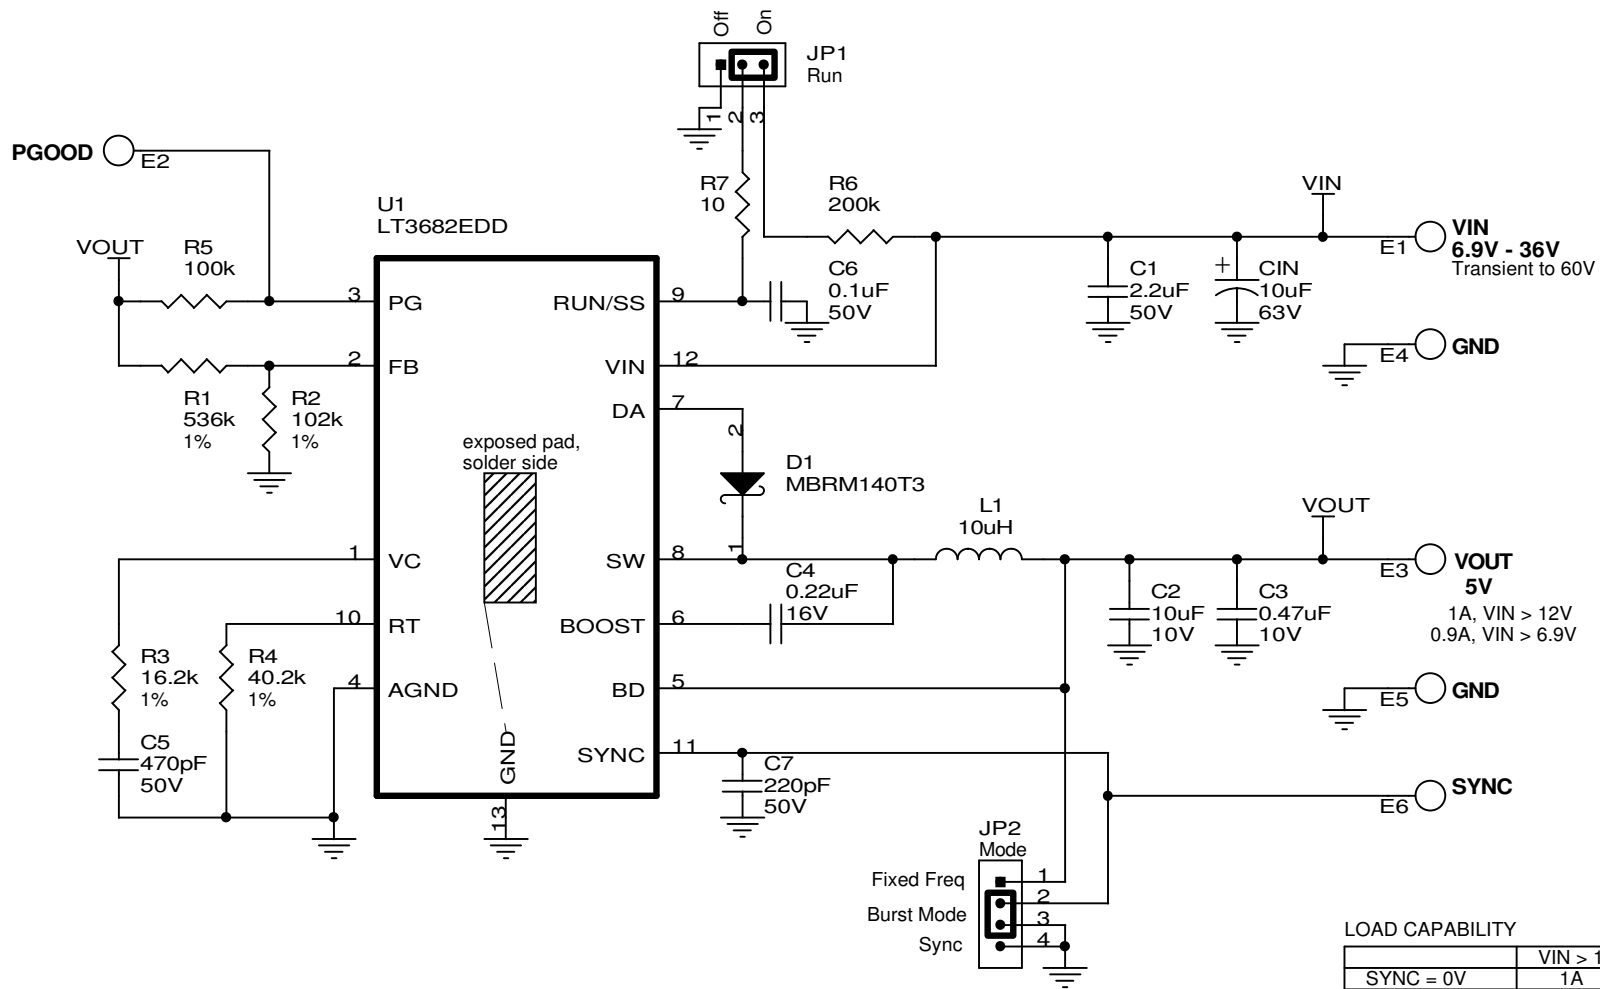 Off
On
JP1
Run
1
2
3
PGOOD
E2
R7
10
R6
200k
VIN
U1
LT3682EDD
VIN
6.9V - 36V
Transient to 60V
E1
VOUT
R5
100k
C6
0.1uF
50V
C1
2.2uF
50V
+
CIN
10uF
63V
3
PG
RUN/SS
9
GND
E4
2
FB
VIN
12
R1
536k
1%
R2
102k
1%
DA
7
2
exposed pad,
solder side
D1
MBRM140T3
1
L1
10uH
VOUT
1
VC
SW
8
VOUT
5V
E3
1A, VIN > 12V
0.9A, VIN > 6.9V
C4
0.22uF
16V
C2
10uF
10V
C3
0.47uF
10V
10
RT
BOOST
6
R3
16.2k
1%
R4
40.2k
1%
4
AGND
BD
5
GND
E5
C5
470pF
50V
GND
13
SYNC
11
C7
220pF
50V
SYNC
E6
JP2
Mode
Fixed Freq
1
2
Burst Mode
3
Sync
4
LOAD CAPABILITY
VIN > 1
SYNC = 0V
1A